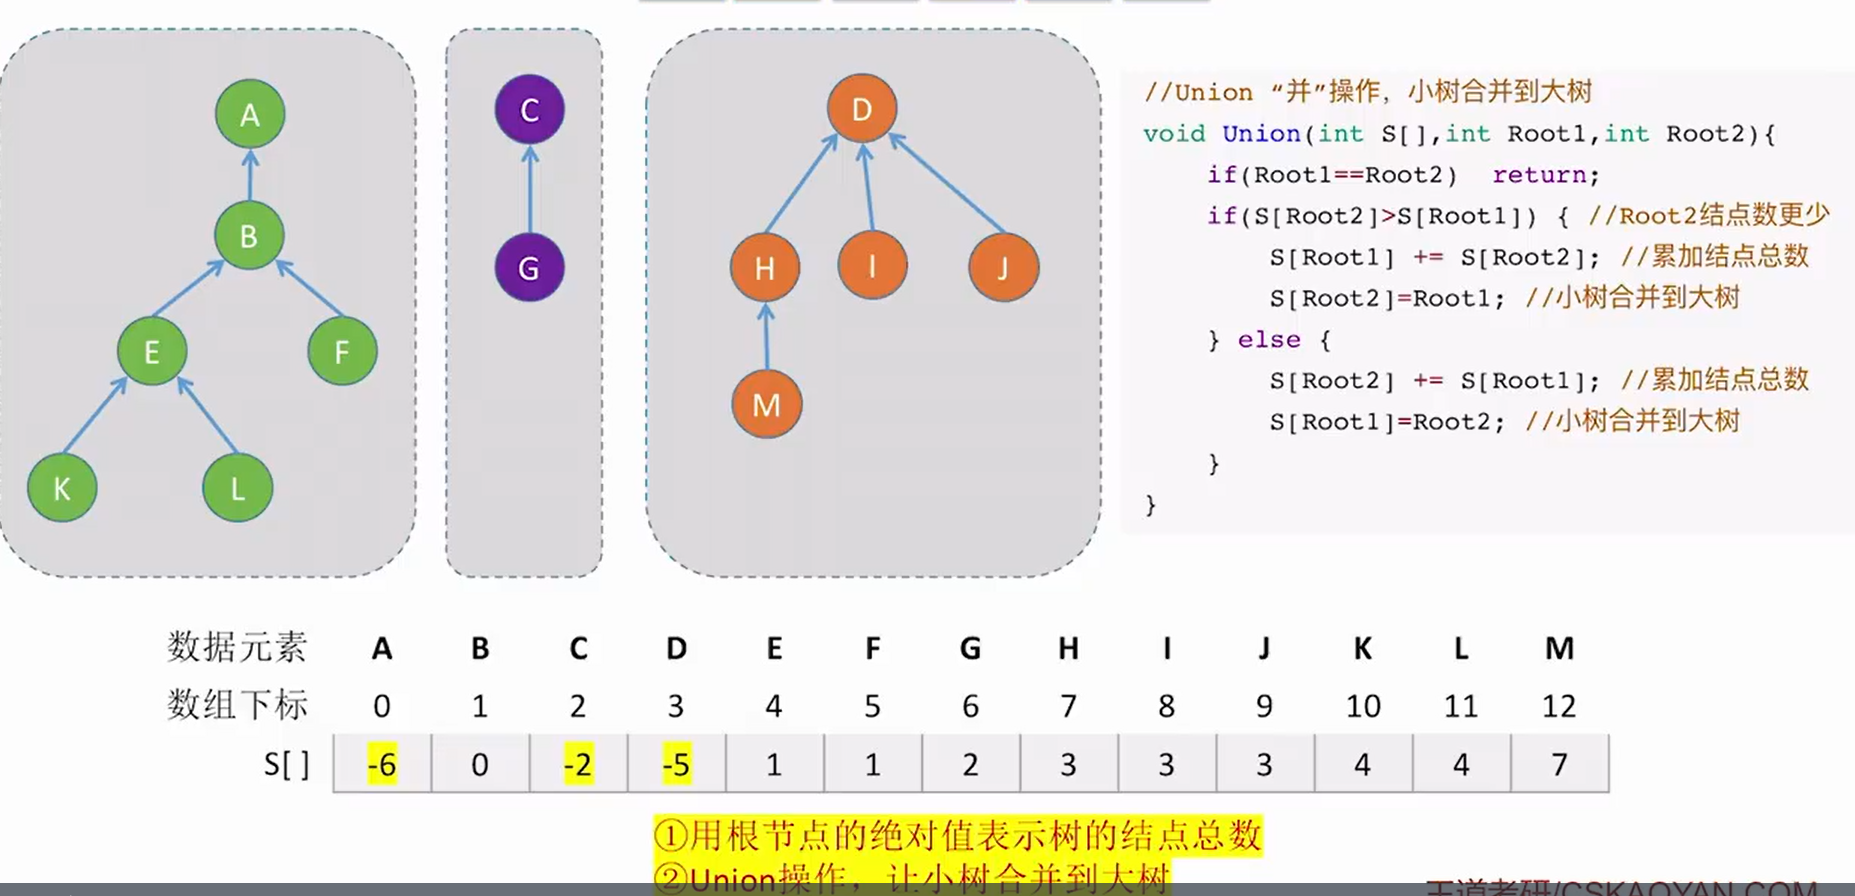 A
B
E
F
K
L
C
G
D
H
I
J
M
//Union “并”操作，小树合并到大树
void Union(int S[],int Root1,int Root2){
if(Root1==Root2) return;
if(S[Root2]>S[Root1]) { //Root2结点数更少
S[Root1] += S[Root2]; //累加结点总数
S[Root2]=Root1; //小树合并到大树
} else {
S[Root2] += S[Root1]; //累加结点总数
S[Root1]=Root2; //小树合并到大树
}
}
数据元素 A B C D E F G H I J K L M
数组下标 0 1 2 3 4 5 6 7 8 9 10 11 12
S[] -6 0 -2 -5 1 1 2 3 3 3 4 4 7
①用根节点的绝对值表示树的结点总数
②Union操作，让小树合并到大树
王道考研/CSKAOYAN.COM